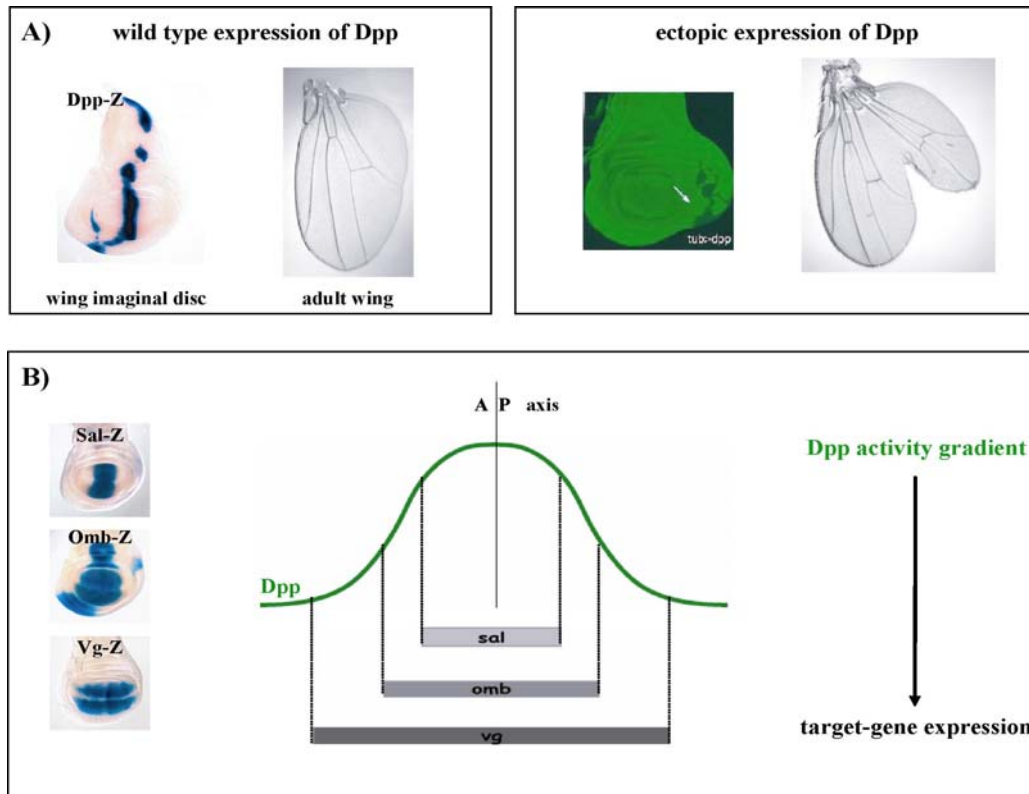 A)
wild type expression of Dpp
Dpp-Z
wing imaginal disc
adult wing
ectopic expression of Dpp
tub>dpp
B)
Sal-Z
Omb-Z
Vg-Z
A P axis
Dpp
sal
omb
vg
Dpp activity gradient
target-gene expression